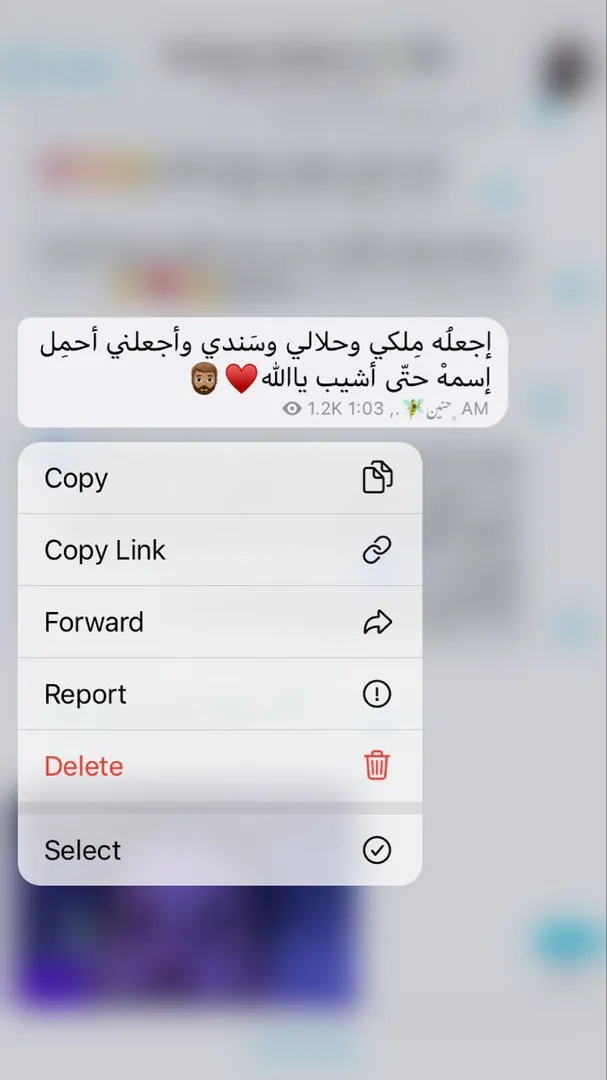 إجعلُه مِلكي وحلالي وسَندي وأجعلني أحمِل
إسمهْ حتّى أشيب ياالله♥️🧔🏽
👁 1.2K 1:03 ,. 🧚حنين ِ AM
Copy
Copy Link
Forward
Report
Delete
Select